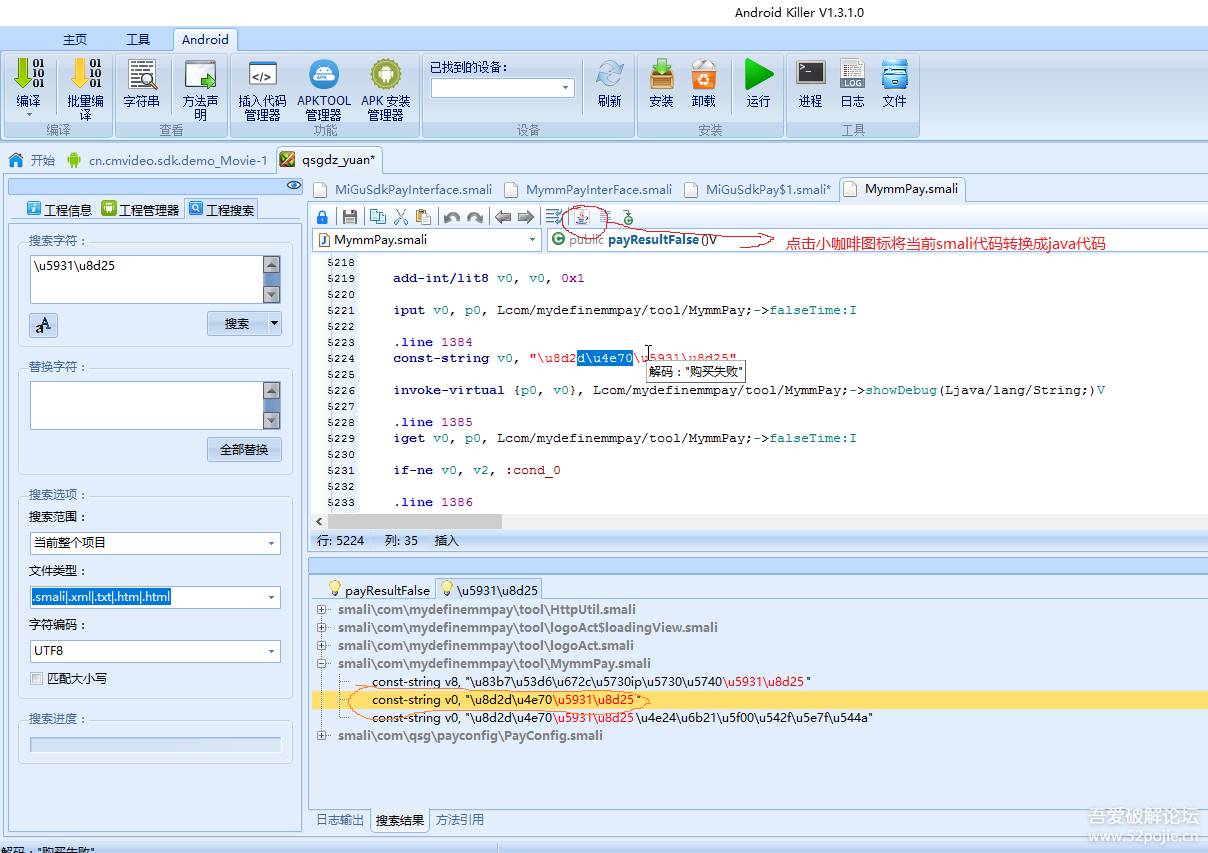 Android Killer V1.3.1.0
主页 工具 Android
编译 批量编译 字符串 方法声明 插入代码管理器 APKTOOL管理器 APK 安装管理器 已找到的设备: 刷新 安装 卸载 运行 进程 日志 文件
编译 查看 功能 设备 安装 工具
开始 cn.cmvideo.sdk.demo_Movie-1 qsgdz_yuan*
工程信息 工程管理器 工程搜索
搜索字符:
\u5931\u8d25
搜索
替换字符:
全部替换
搜索选项:
搜索范围:
当前整个项目
文件类型:
.smali|.xml|.txt|.htm|.html
字符编码:
UTF8
匹配大小写
搜索进度:
MiGuSdkPayInterface.smali MymmPayInterFace.smali MiGuSdkPay$1.smali* MymmPay.smali
MymmPay.smali public payResultFalse()V 点击小咖啡图标将当前smali代码转换成java代码
5218
5219 add-int/lit8 v0, v0, 0x1
5220
5221 iput v0, p0, Lcom/mydefinemmpay/tool/MymmPay;->falseTime:I
5222
5223 .line 1384
5224 const-string v0, "\u8d2d\u4e70\u5931\u8d25"
5225 解码："购买失败"
5226 invoke-virtual {p0, v0}, Lcom/mydefinemmpay/tool/MymmPay;->showDebug(Ljava/lang/String;)V
5227
5228 .line 1385
5229 iget v0, p0, Lcom/mydefinemmpay/tool/MymmPay;->falseTime:I
5230
5231 if-ne v0, v2, :cond_0
5232
5233 .line 1386
行: 5224 列: 35 插入
payResultFalse \u5931\u8d25
smali\com\mydefinemmpay\tool\HttpUtil.smali
smali\com\mydefinemmpay\tool\logoAct$loadingView.smali
smali\com\mydefinemmpay\tool\logoAct.smali
smali\com\mydefinemmpay\tool\MymmPay.smali
const-string v8, "\u83b7\u53d6\u672c\u5730ip\u5730\u5740\u5931\u8d25"
const-string v0, "\u8d2d\u4e70\u5931\u8d25"
const-string v0, "\u8d2d\u4e70\u5931\u8d25\u4e24\u6b21\u5f00\u542f\u5e7f\u544a"
smali\com\qsg\payconfig\PayConfig.smali
日志输出 搜索结果 方法引用
吾爱破解论坛
www.52pojie.cn
解码："购买失败"